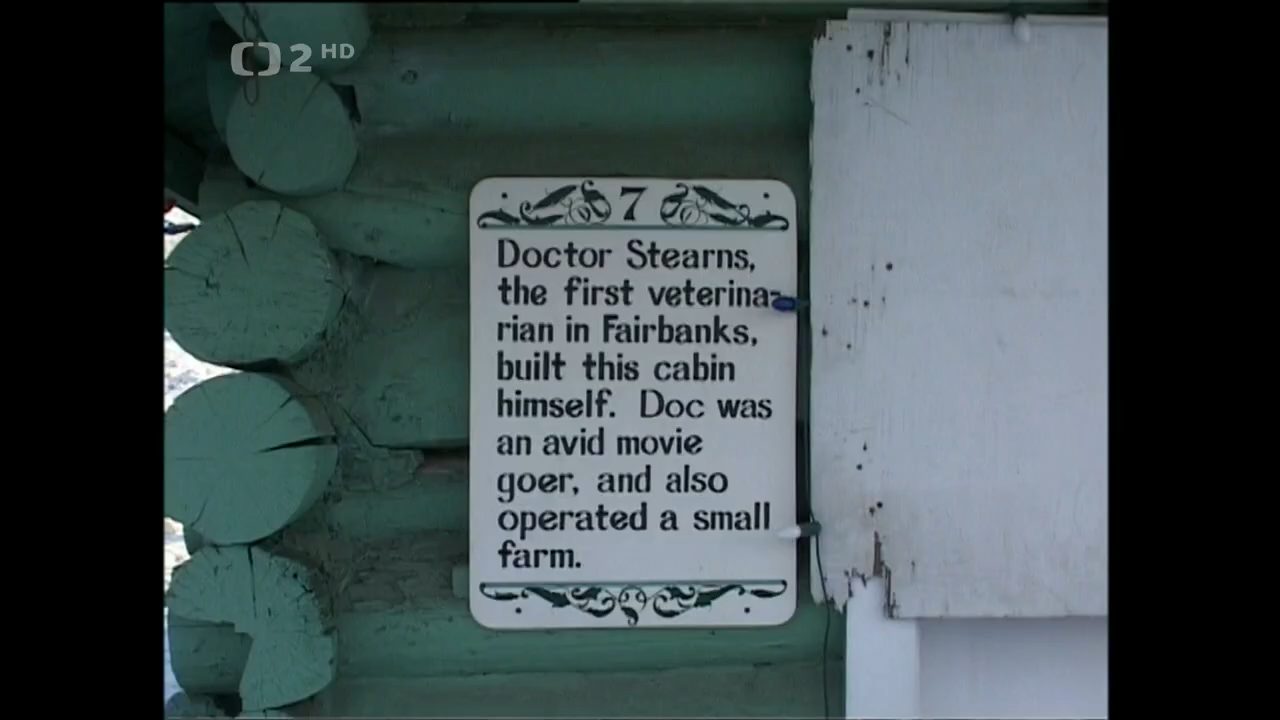 2 HD
7
Doctor Stearns,
the first veterina-
rian in Fairbanks,
built this cabin
himself. Doc was
an avid movie
goer, and also
operated a small
farm.